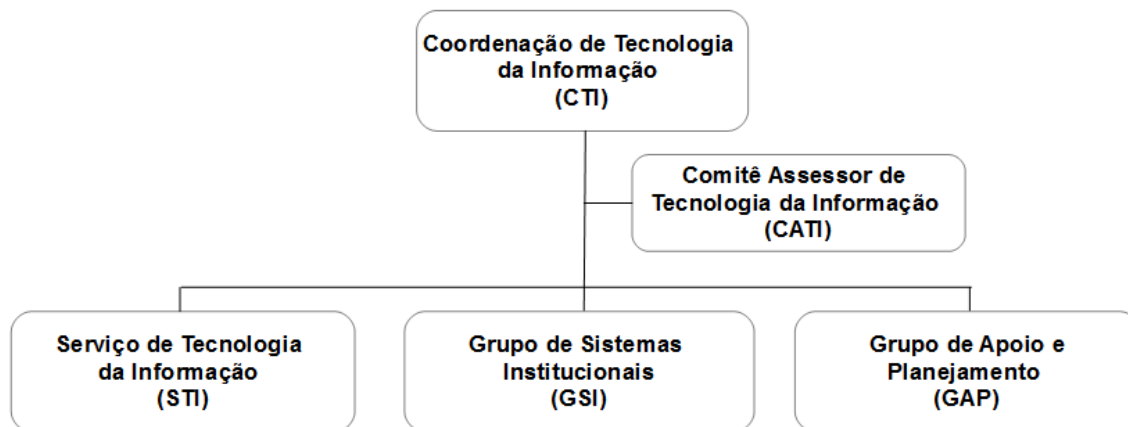 Coordenação de Tecnologia
da Informação
(CTI)
Comitê Assessor de
Tecnologia da Informação
(CATI)
Serviço de Tecnologia
da Informação
(STI)
Grupo de Sistemas
Institucionais
(GSI)
Grupo de Apoio e
Planejamento
(GAP)